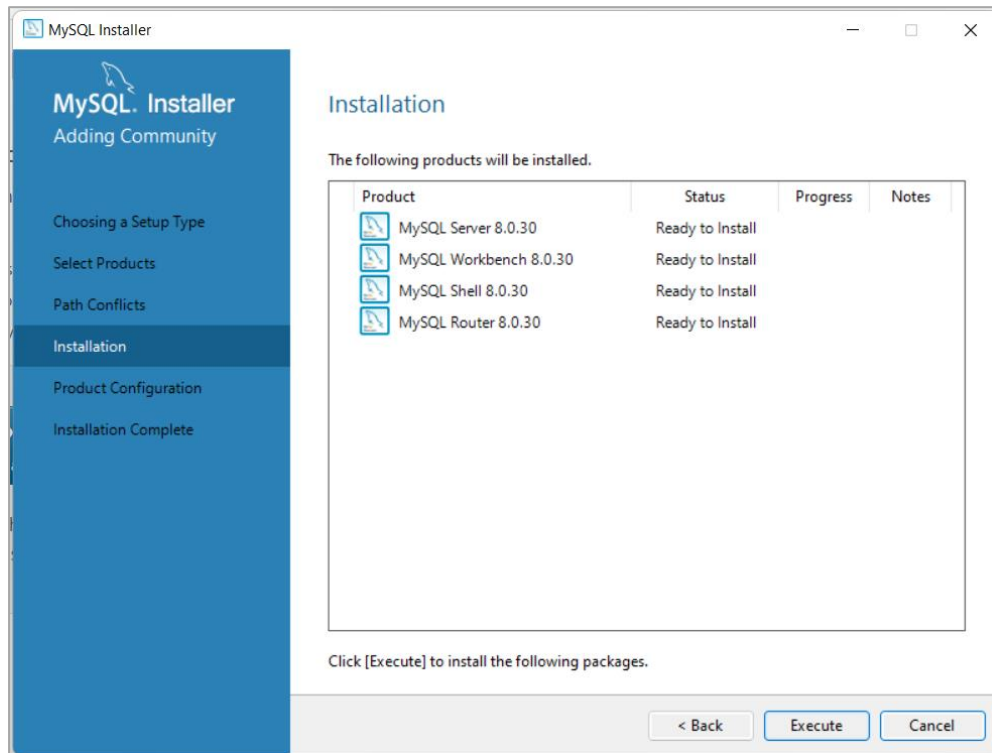 MySQL Installer
MySQL. Installer
Adding Community
Choosing a Setup Type
Select Products
Path Conflicts
Installation
Product Configuration
Installation Complete
Installation
The following products will be installed.
Product Status Progress Notes
MySQL Server 8.0.30 Ready to Install
MySQL Workbench 8.0.30 Ready to Install
MySQL Shell 8.0.30 Ready to Install
MySQL Router 8.0.30 Ready to Install
Click [Execute] to install the following packages.
< Back Execute Cancel